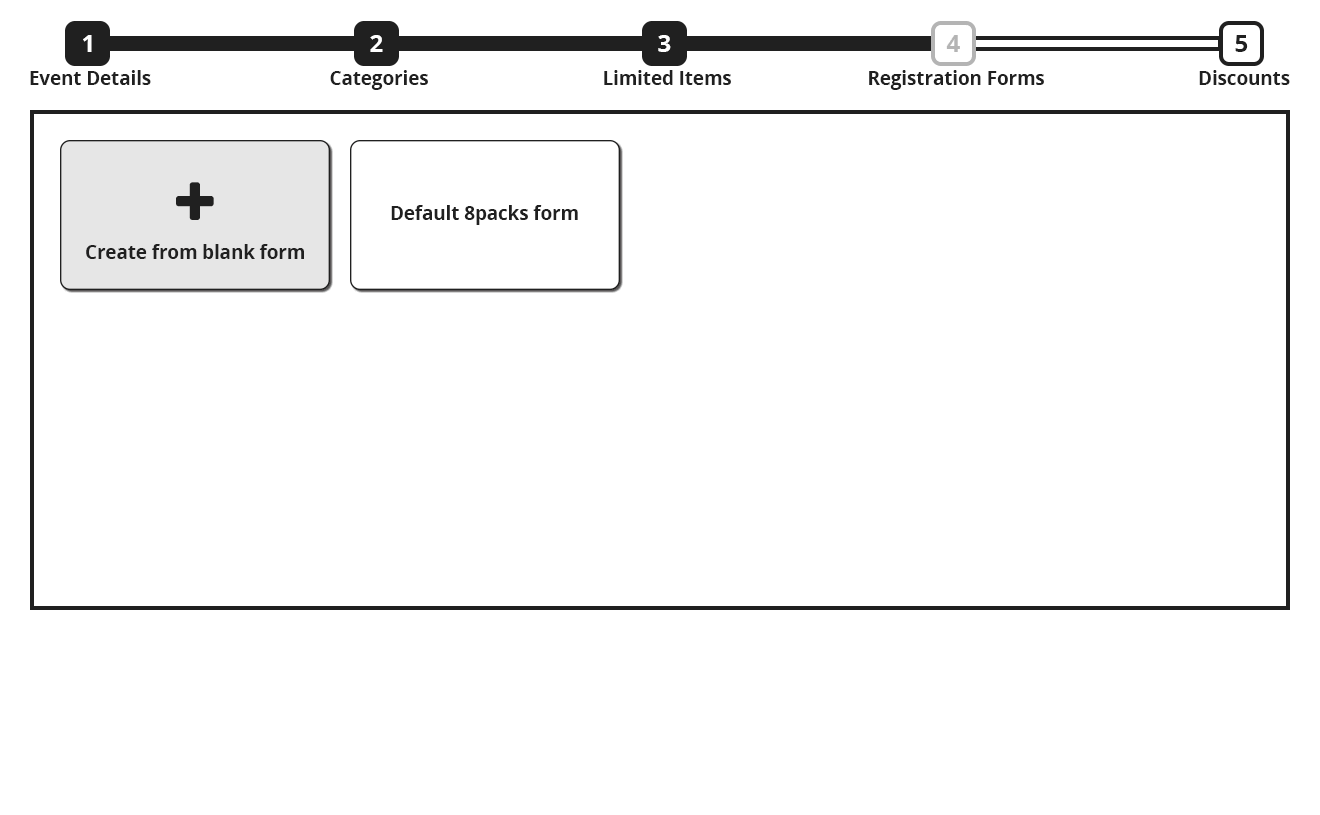 1 2 3 4 5
Event Details Categories Limited Items Registration Forms Discounts
Create from blank form
Default 8packs form